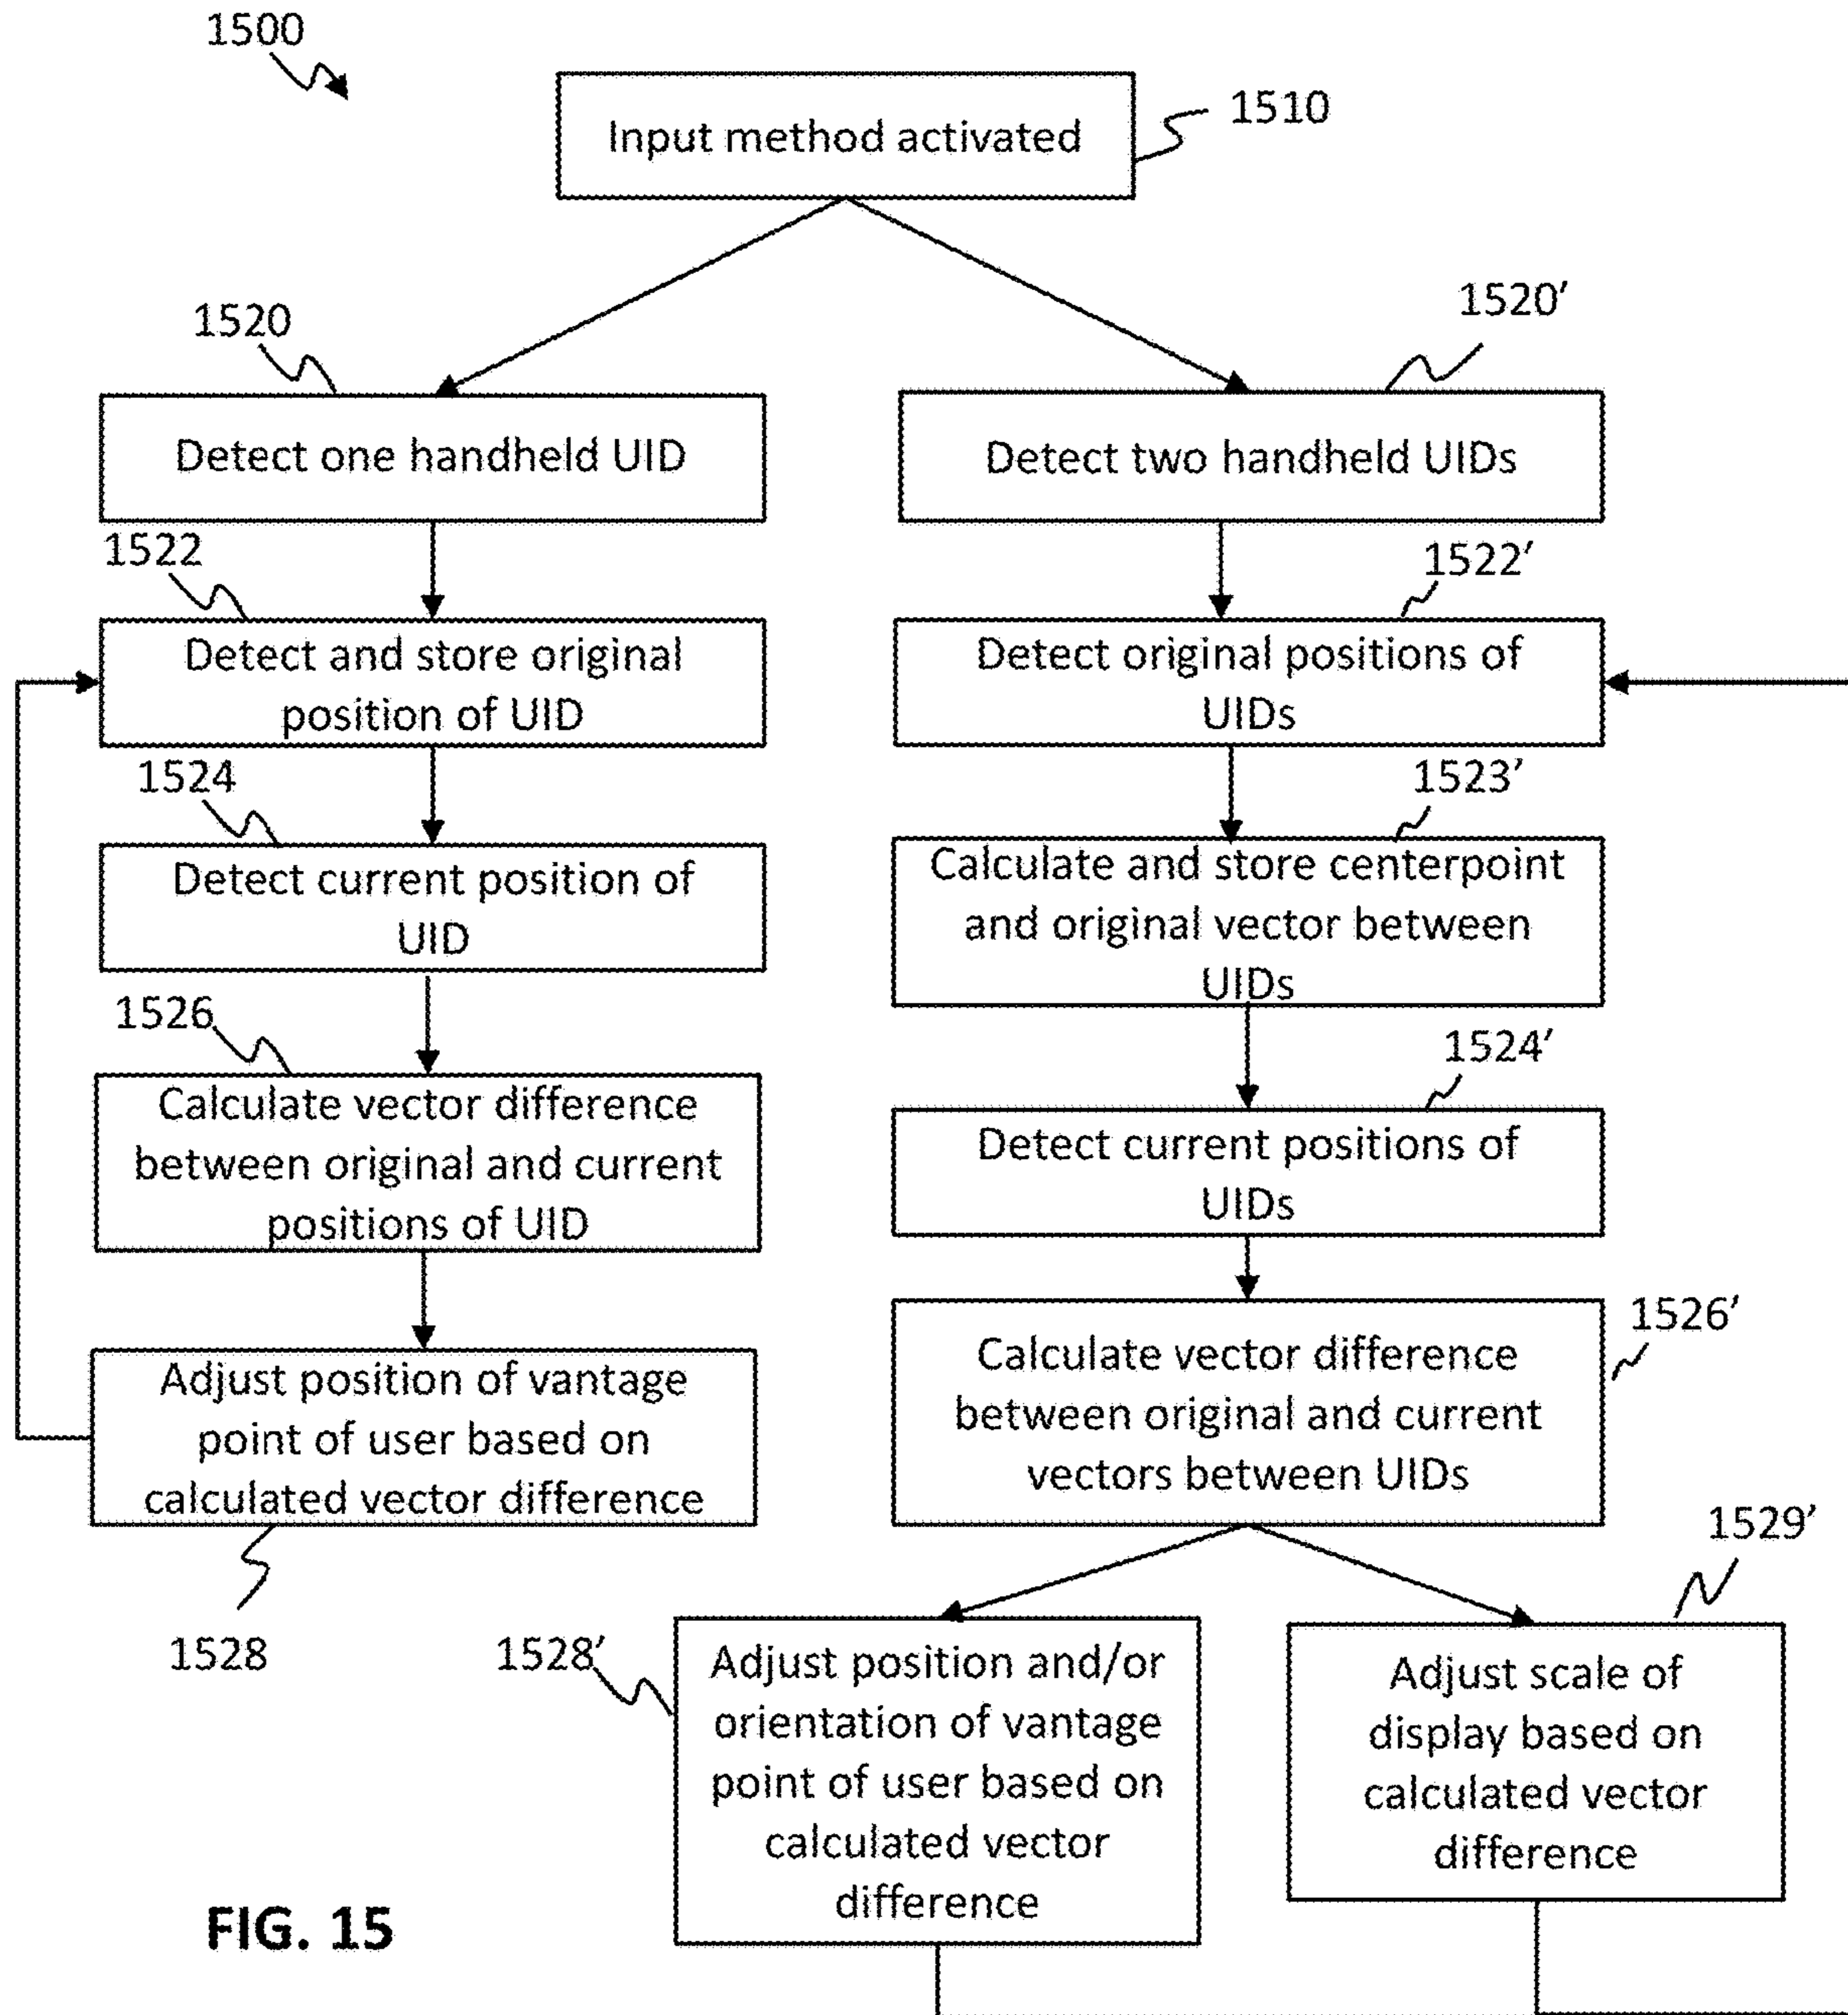 1500
Input method activated
1510
1520
Detect one handheld UID
1522
Detect and store original
position of UID
1524
Detect current position of
UID
1526
Calculate vector difference
between original and current
positions of UID
Adjust position of vantage
point of user based on
calculated vector difference
1528
1520’
Detect two handheld UIDs
1522’
Detect original positions of
UIDs
1523’
Calculate and store centerpoint
and original vector between
UIDs
1524’
Detect current positions of
UIDs
1526’
Calculate vector difference
between original and current
vectors between UIDs
1528’
Adjust position and/or
orientation of vantage
point of user based on
calculated vector
difference
1529’
Adjust scale of
display based on
calculated vector
difference
FIG. 15